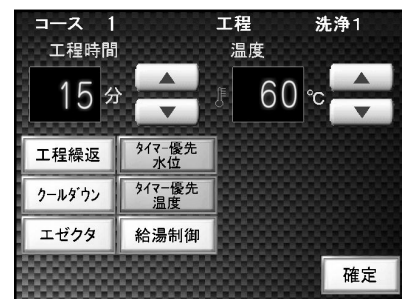 コース 1 工程 洗浄1
工程時間 温度
15 分 60 ℃
工程繰返 タイマー優先
水位
クールダウン タイマー優先
温度
エゼクタ 給湯制御
確定